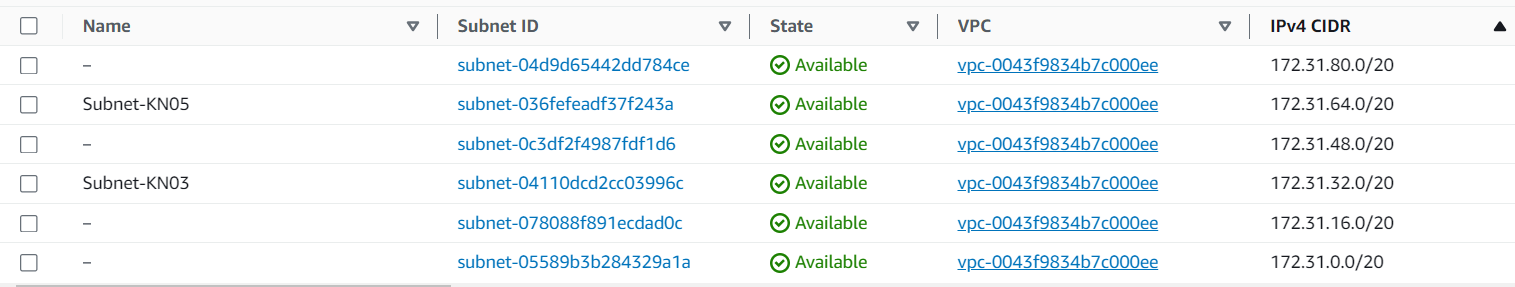 Name Subnet ID State VPC IPv4 CIDR
– subnet-04d9d65442dd784ce Available vpc-0043f9834b7c000ee 172.31.80.0/20
Subnet-KN05 subnet-036fefeadf37f243a Available vpc-0043f9834b7c000ee 172.31.64.0/20
– subnet-0c3df2f4987fdf1d6 Available vpc-0043f9834b7c000ee 172.31.48.0/20
Subnet-KN03 subnet-04110dcd2cc03996c Available vpc-0043f9834b7c000ee 172.31.32.0/20
– subnet-078088f891ecdad0c Available vpc-0043f9834b7c000ee 172.31.16.0/20
– subnet-05589b3b284329a1a Available vpc-0043f9834b7c000ee 172.31.0.0/20